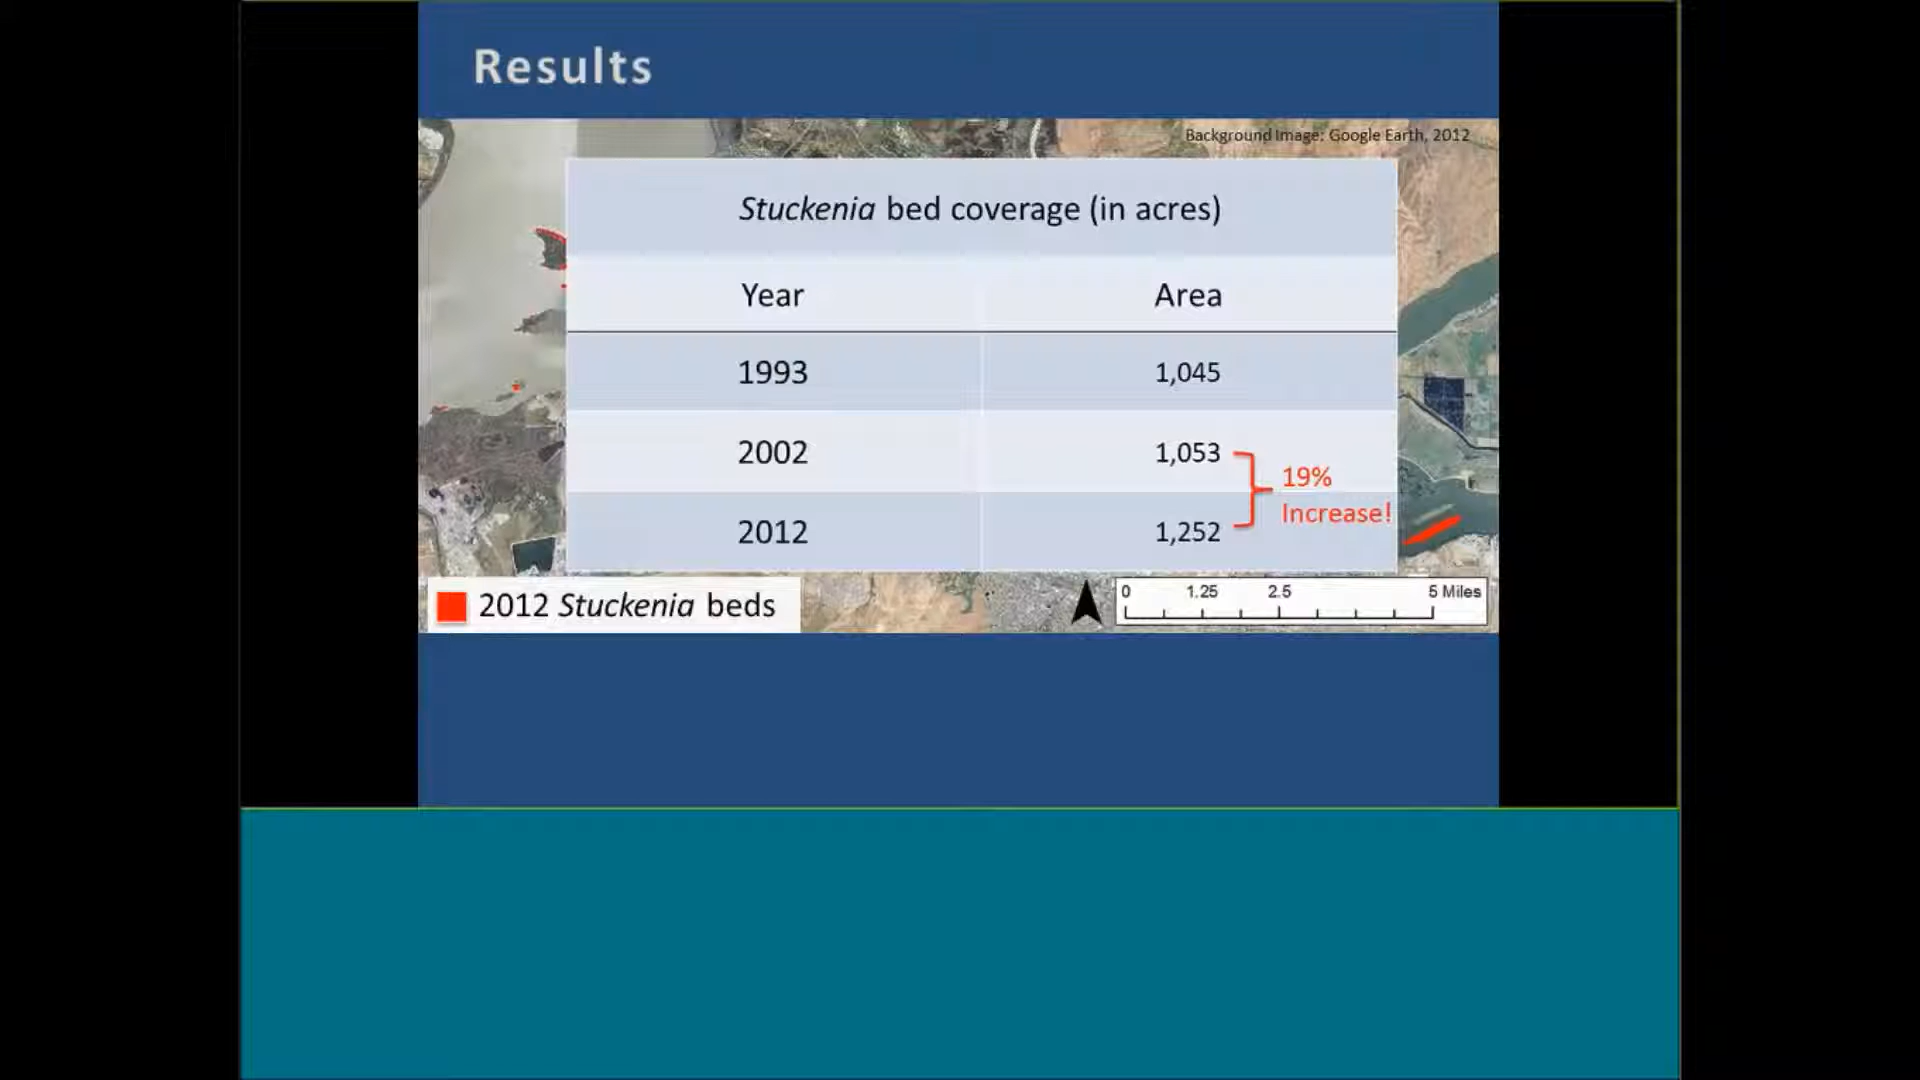 Results
Background Image: Google Earth, 2012
Stuckenia bed coverage (in acres)
Year Area
1993 1,045
2002 1,053
19%
Increase!
2012 1,252
2012 Stuckenia beds
0 1.25 2.5 5 Miles